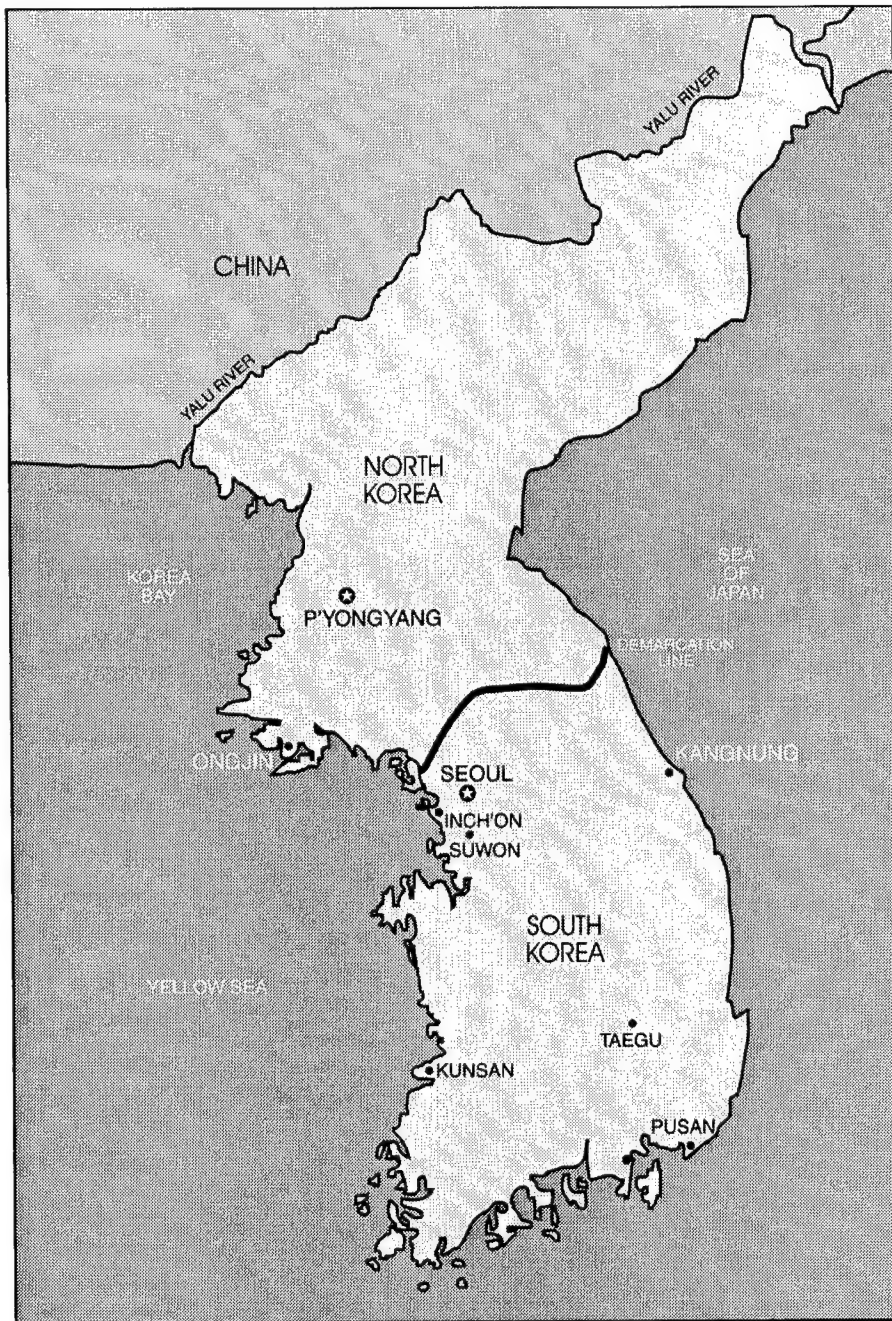 YALU RIVER
CHINA
YALU RIVER
NORTH
KOREA
KOREA
BAY
SEA
OF
JAPAN
P'YONGYANG
DEMARCATION
LINE
ONGJIN
KANGNUNG
SEOUL
INCH'ON
SUWON
SOUTH
KOREA
YELLOW SEA
TAEGU
KUNSAN
PUSAN